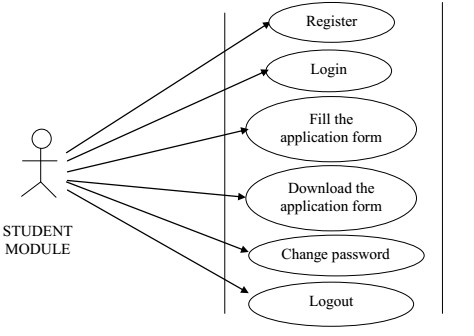 Register
Login
Fill the
application form
Download the
application form
STUDENT
MODULE
Change password
Logout